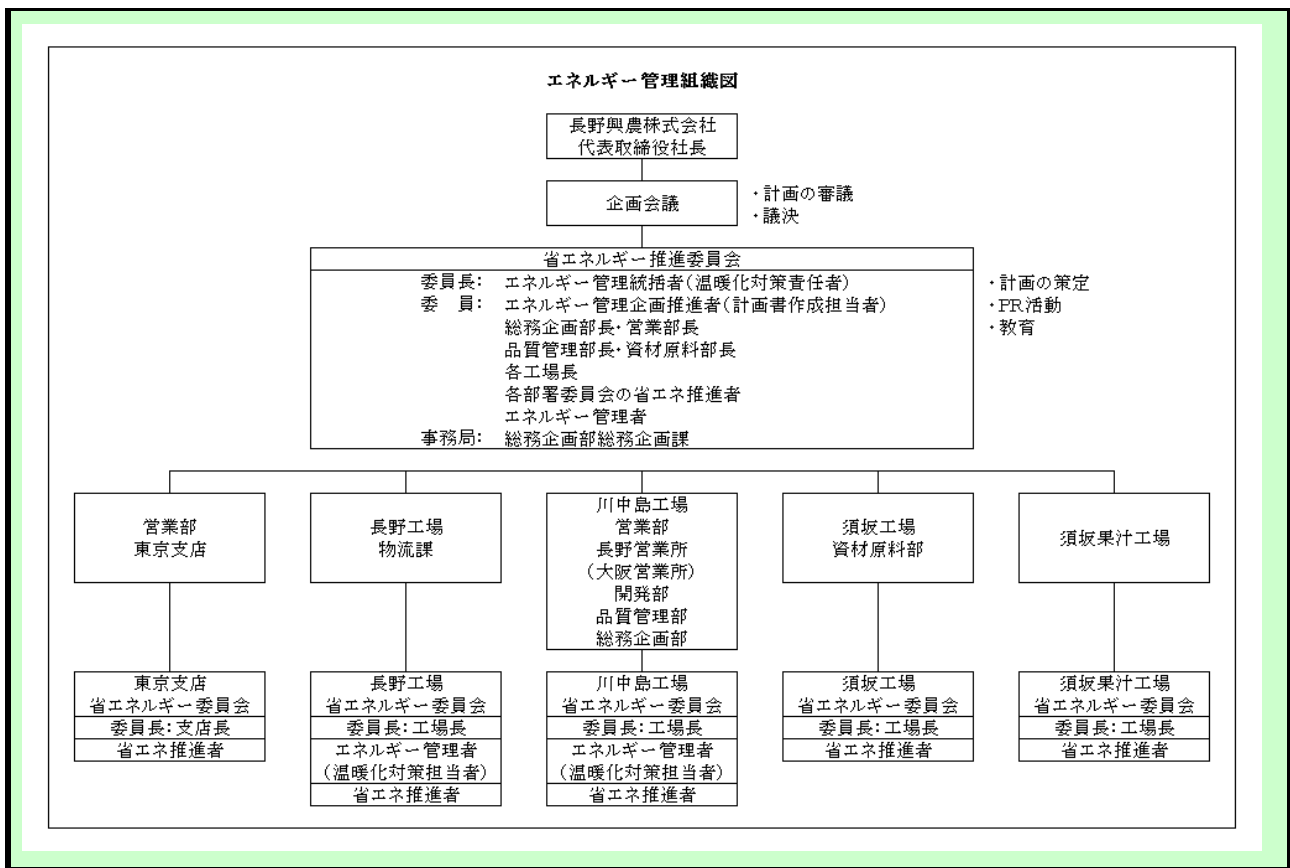 エネルギー管理組織図
長野興農株式会社
代表取締役社長
企画会議
・計画の審議
・議決
省エネルギー推進委員会
委員長: エネルギー管理統括者(温暖化対策責任者)
委　員: エネルギー管理企画推進者(計画書作成担当者)
総務企画部長・営業部長
品質管理部長・資材原料部長
各工場長
各部署委員会の省エネ推進者
エネルギー管理者
事務局: 総務企画部総務企画課
・計画の策定
・PR活動
・教育
営業部
東京支店
長野工場
物流課
川中島工場
営業部
長野営業所
(大阪営業所)
開発部
品質管理部
総務企画部
須坂工場
資材原料部
須坂果汁工場
東京支店
省エネルギー委員会
委員長:支店長
省エネ推進者
長野工場
省エネルギー委員会
委員長:工場長
エネルギー管理者
(温暖化対策担当者)
省エネ推進者
川中島工場
省エネルギー委員会
委員長:工場長
エネルギー管理者
(温暖化対策担当者)
省エネ推進者
須坂工場
省エネルギー委員会
委員長:工場長
省エネ推進者
須坂果汁工場
省エネルギー委員会
委員長:工場長
省エネ推進者